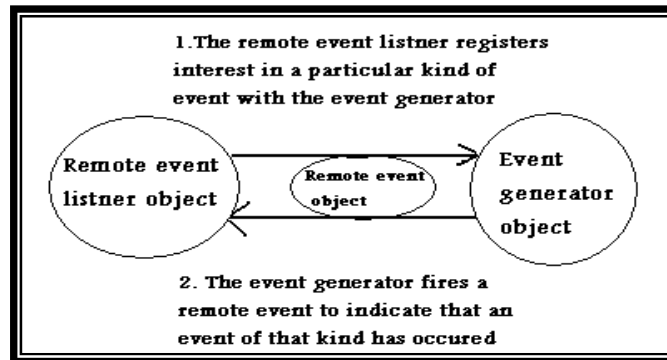 1.The remote event listner registers
interest in a particular kind of
event with the event generator
Remote event
listner object
Remote event
object
Event
generator
object
2. The event generator fires a
remote event to indicate that an
event of that kind has occured